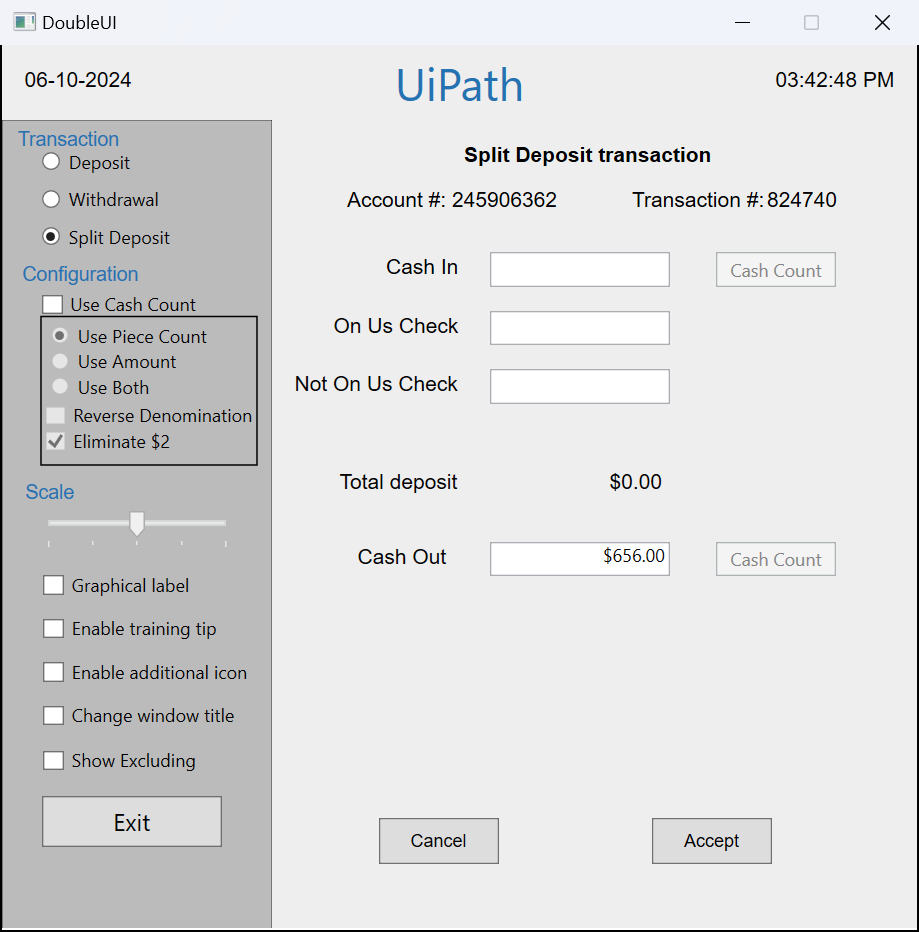 DoubleUI
06-10-2024
UiPath
03:42:48 PM
Transaction
Deposit
Withdrawal
Split Deposit
Configuration
Use Cash Count
Use Piece Count
Use Amount
Use Both
Reverse Denomination
Eliminate $2
Scale
Graphical label
Enable training tip
Enable additional icon
Change window title
Show Excluding
Exit
Split Deposit transaction
Account #: 245906362 Transaction #: 824740
Cash In Cash Count
On Us Check
Not On Us Check
Total deposit $0.00
Cash Out $656.00 Cash Count
Cancel Accept